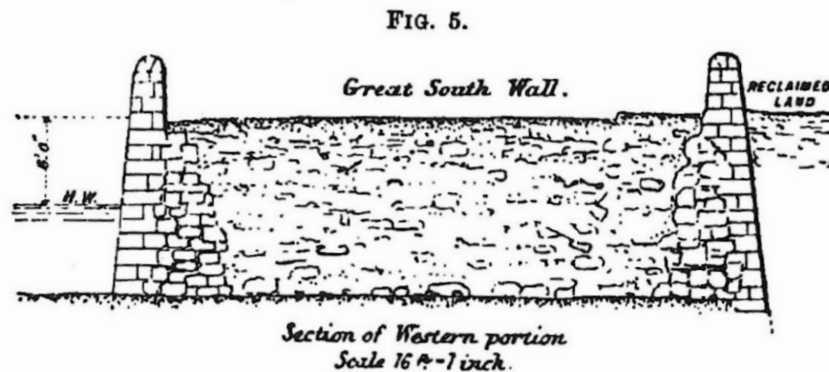 FIG. 5.
Great South Wall.
RECLAIMED
LAND
8'.0"
H.W.
Section of Western portion
Scale 16 ft-1 inch.